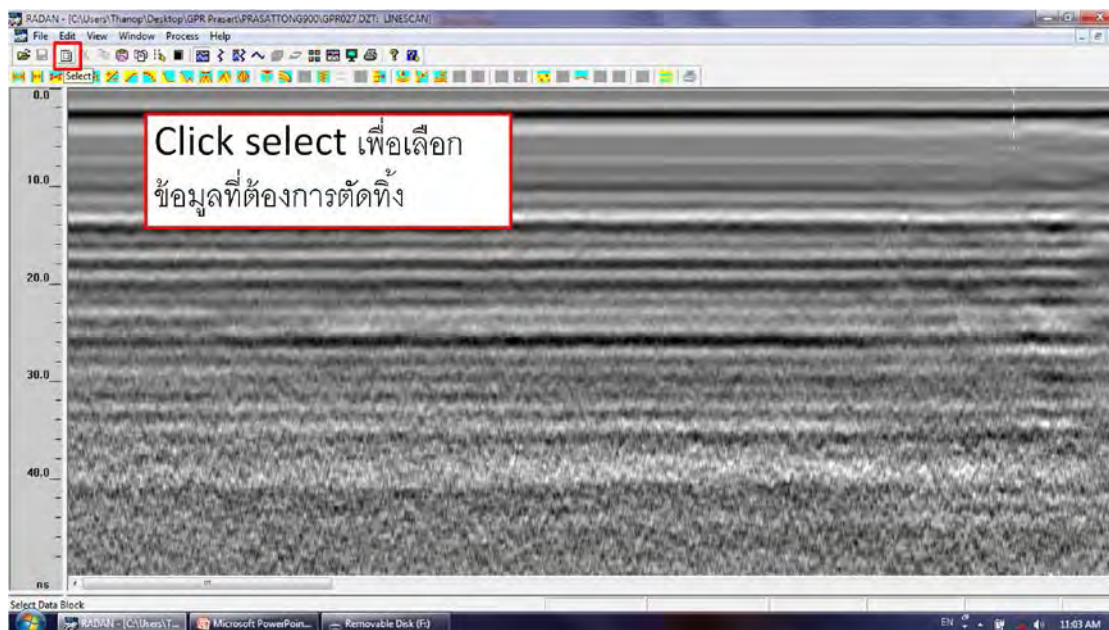 RADAN - [C:\Users\Thanop\Desktop\GPR Prasart\PRASATTONG900\GPR027.DZT: LINESCAN]
File Edit View Window Process Help
Select
0.0
Click select เพื่อเลือก
ข้อมูลที่ต้องการตัดทิ้ง
10.0
20.0
30.0
40.0
ns
Select Data Block
RADAN - [C:\Users\T... Microsoft PowerPoin... Removable Disk (F:) EN 11:03 AM